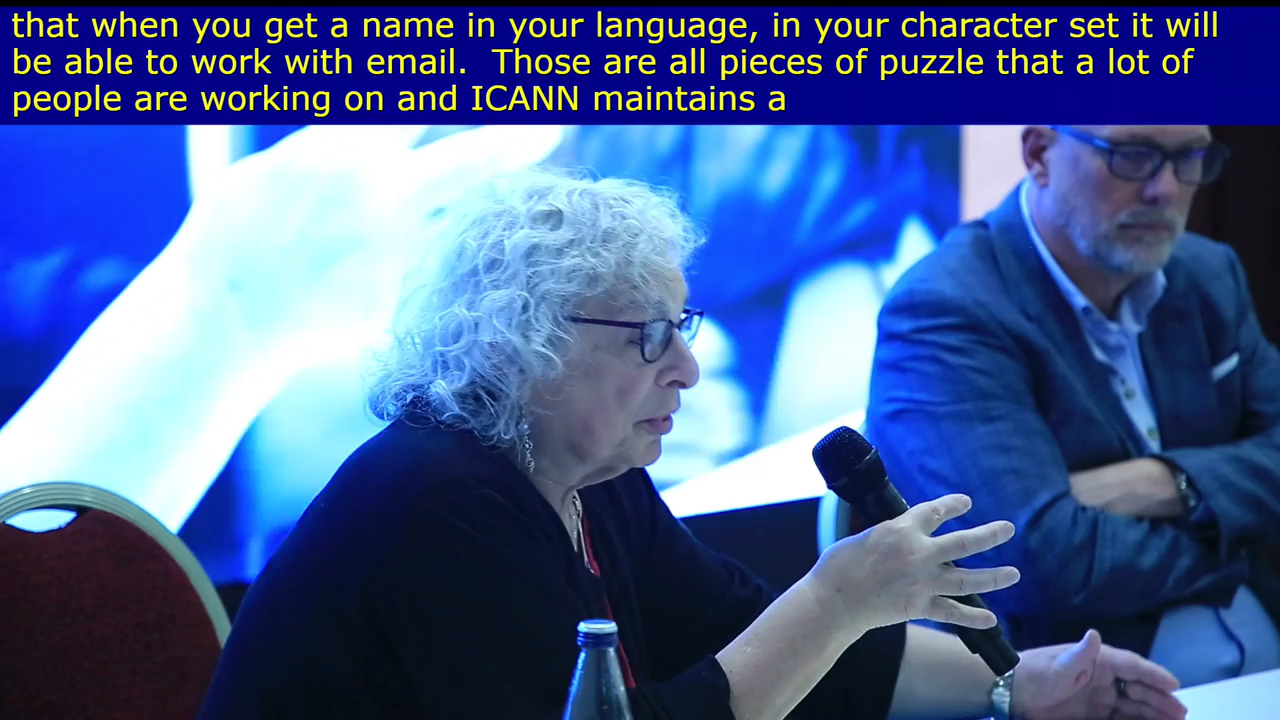 that when you get a name in your language, in your character set it will
be able to work with email.  Those are all pieces of puzzle that a lot of
people are working on and ICANN maintains a